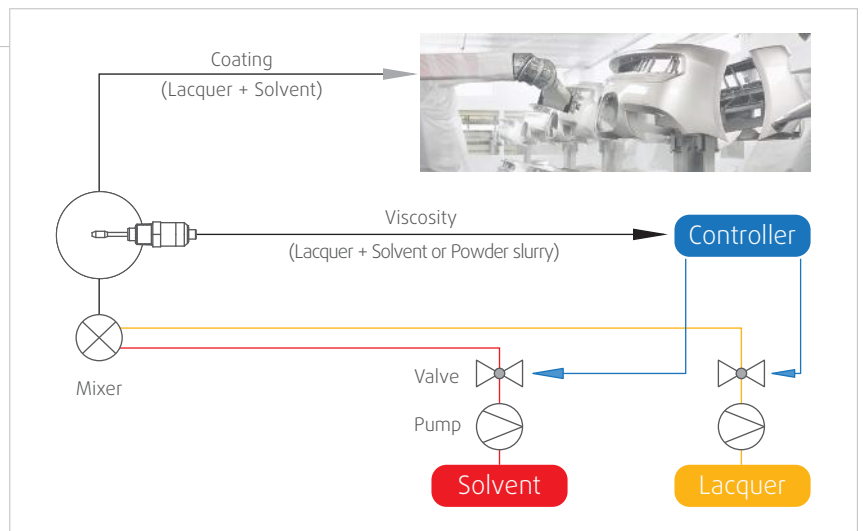 Coating
(Lacquer + Solvent)
Viscosity
(Lacquer + Solvent or Powder slurry)
Controller
Mixer
Valve
Pump
Solvent
Lacquer